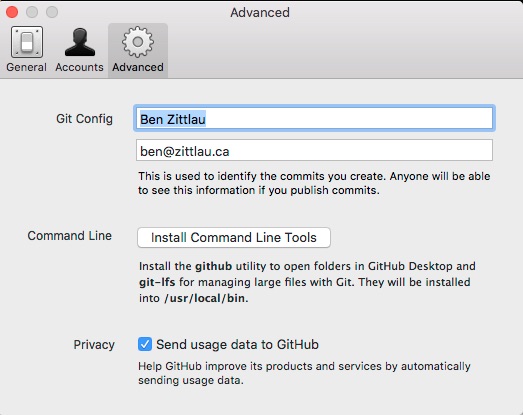 Advanced
General Accounts Advanced
Git Config Ben Zittlau
ben@zittlau.ca
This is used to identify the commits you create. Anyone will be able
to see this information if you publish commits.
Command Line Install Command Line Tools
Install the github utility to open folders in GitHub Desktop and
git-lfs for managing large files with Git. They will be installed
into /usr/local/bin.
Privacy Send usage data to GitHub
Help GitHub improve its products and services by automatically
sending usage data.